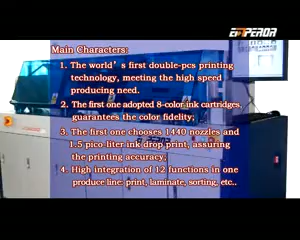 EMPEROR
Main Characters:
1. The world's first double-pcs printing
technology, meeting the high speed
producing need.
2. The first one adopted 8-color-ink cartridges,
guarantees the color fidelity;
3. The first one chooses 1440 nozzles and
1.5 pico-liter ink drop print, assuring
the printing accuracy;
4. High integration of 12 functions in one
produce line: print, laminate, sorting, etc..